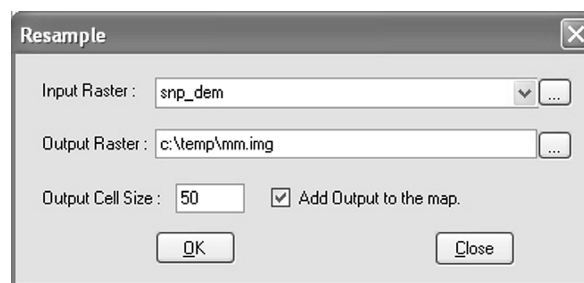 Resample
Input Raster : snp_dem ...
Output Raster : c:\temp\mm.img ...
Output Cell Size : 50 Add Output to the map.
OK Close